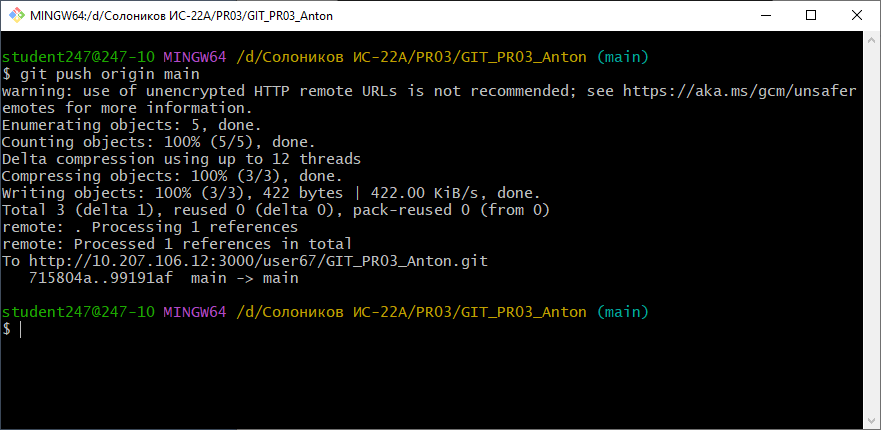 MINGW64:/d/Солоников ИС-22А/PR03/GIT_PR03_Anton
student247@247-10 MINGW64 /d/Солоников ИС-22А/PR03/GIT_PR03_Anton (main)
$ git push origin main
warning: use of unencrypted HTTP remote URLs is not recommended; see https://aka.ms/gcm/unsafer
emotes for more information.
Enumerating objects: 5, done.
Counting objects: 100% (5/5), done.
Delta compression using up to 12 threads
Compressing objects: 100% (3/3), done.
Writing objects: 100% (3/3), 422 bytes | 422.00 KiB/s, done.
Total 3 (delta 1), reused 0 (delta 0), pack-reused 0 (from 0)
remote: . Processing 1 references
remote: Processed 1 references in total
To http://10.207.106.12:3000/user67/GIT_PR03_Anton.git
   715804a..99191af  main -> main
student247@247-10 MINGW64 /d/Солоников ИС-22А/PR03/GIT_PR03_Anton (main)
$